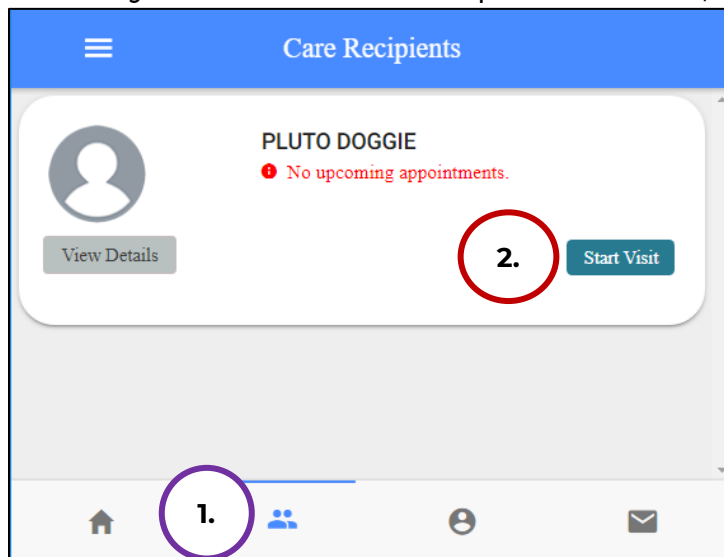 Care Recipients
PLUTO DOGGIE
No upcoming appointments.
View Details
2.
Start Visit
1.